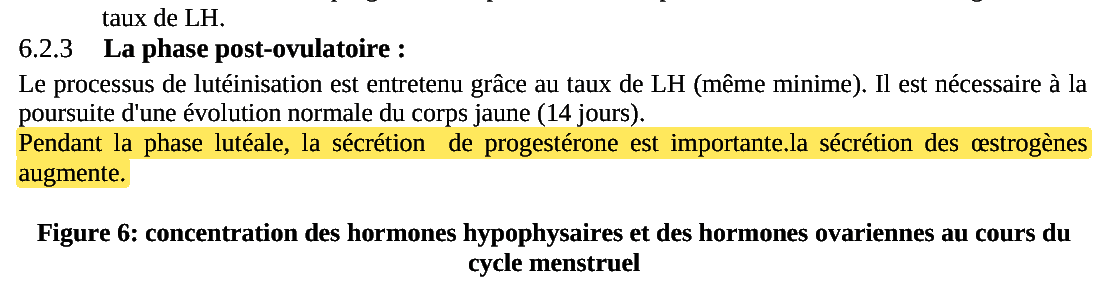 taux de LH.
6.2.3 La phase post-ovulatoire :
Le processus de lutéinisation est entretenu grâce au taux de LH (même minime). Il est nécessaire à la
poursuite d'une évolution normale du corps jaune (14 jours).
Pendant la phase lutéale, la sécrétion de progestérone est importante.la sécrétion des œstrogènes
augmente.
Figure 6: concentration des hormones hypophysaires et des hormones ovariennes au cours du
cycle menstruel